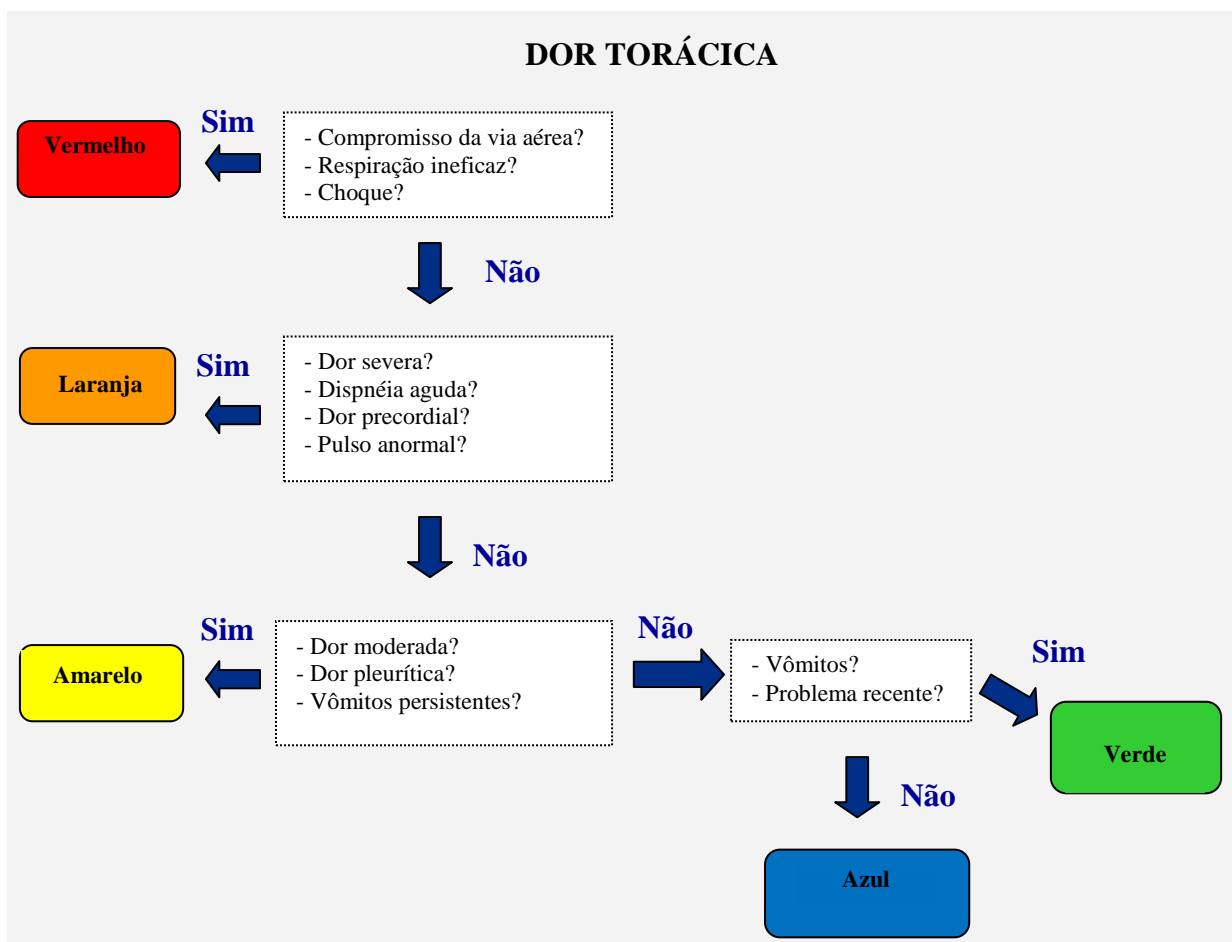 DOR TORÁCICA
Vermelho
Sim
- Compromisso da via aérea?
- Respiração ineficaz?
- Choque?
Não
Laranja
Sim
- Dor severa?
- Dispnéia aguda?
- Dor precordial?
- Pulso anormal?
Não
Amarelo
Sim
- Dor moderada?
- Dor pleurítica?
- Vômitos persistentes?
Não
- Vômitos?
- Problema recente?
Sim
Verde
Não
Azul